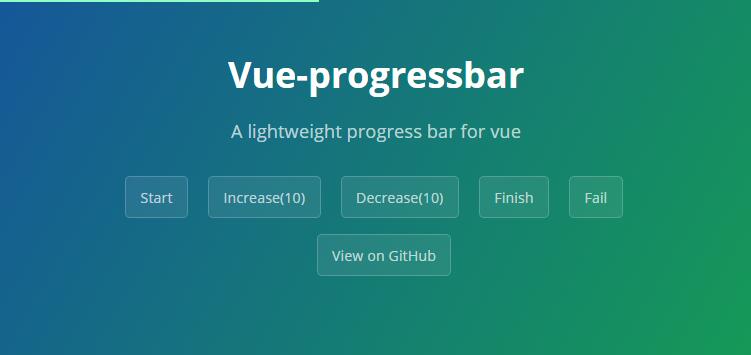 Vue-progressbar
A lightweight progress bar for vue
Start Increase(10) Decrease(10) Finish Fail
View on GitHub